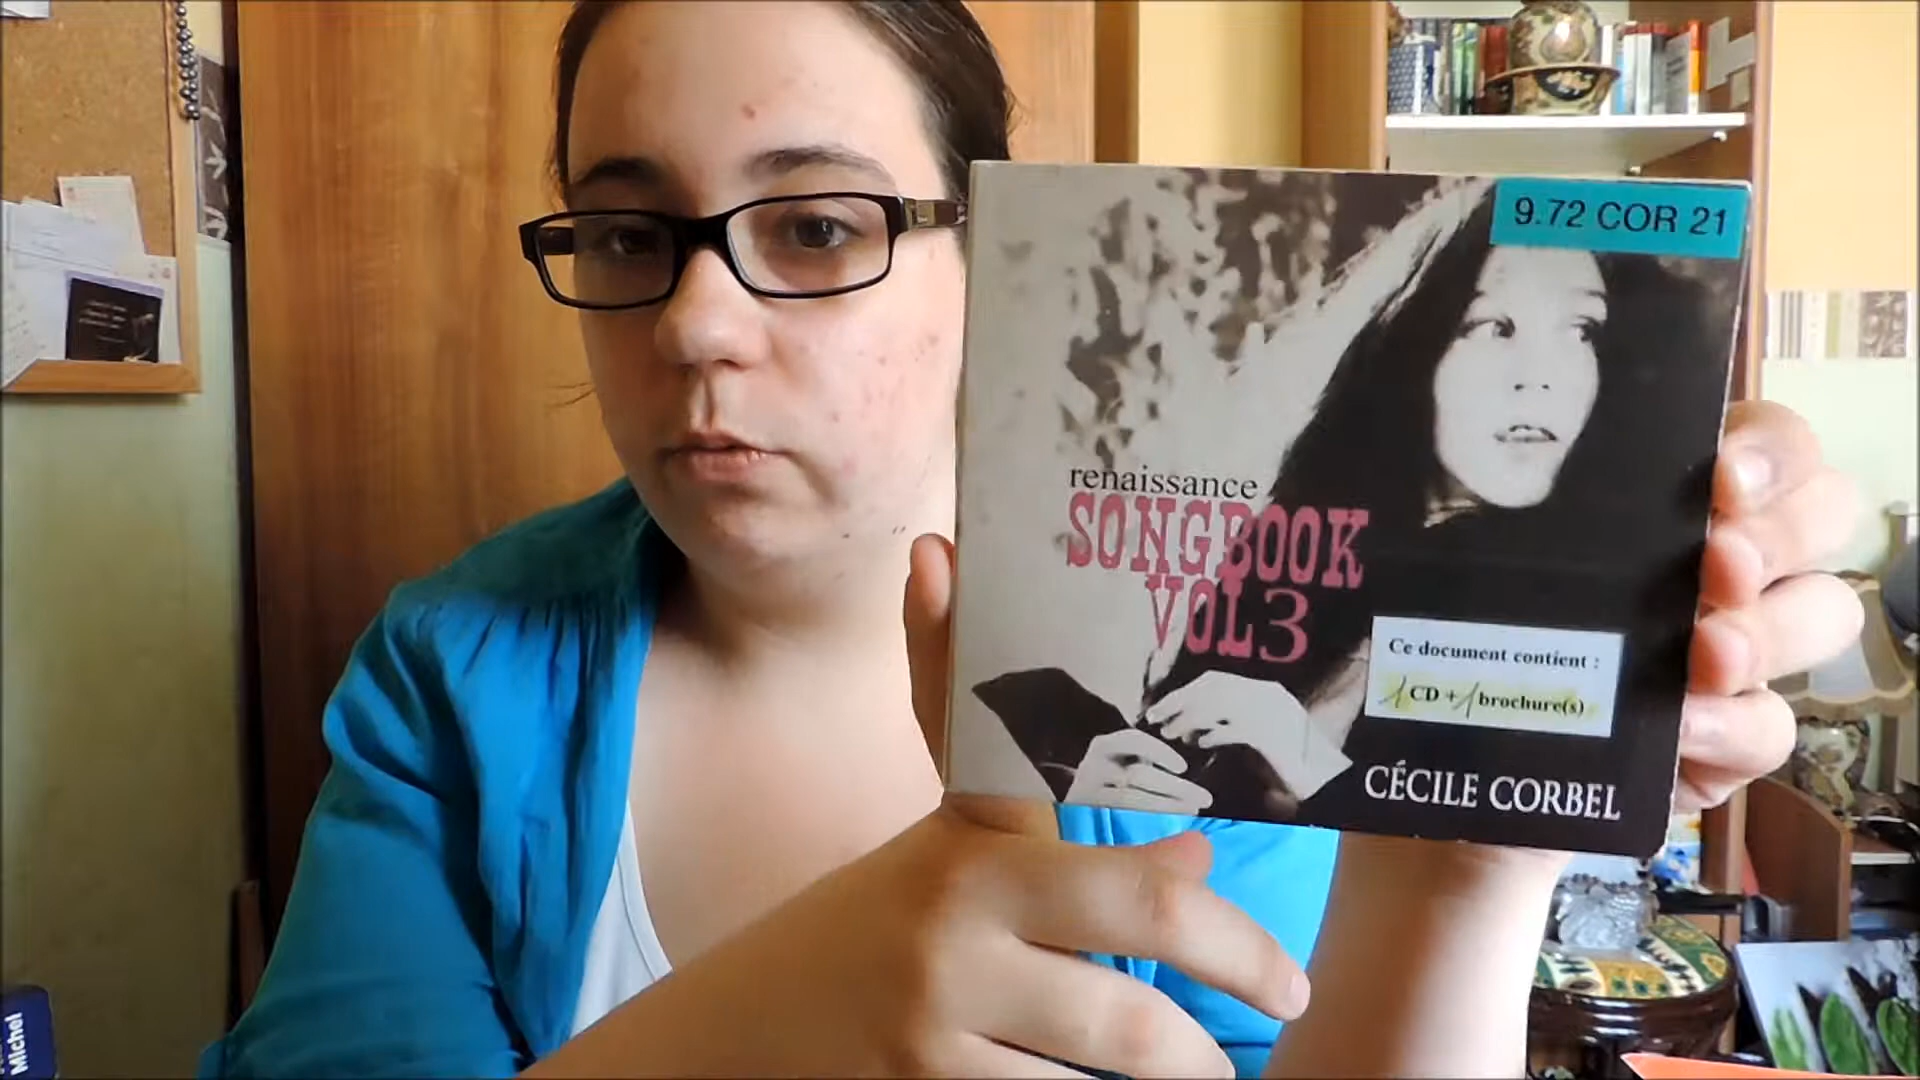 9.72 COR 21
renaissance
SONGBOOK
VOL3
Ce document contient :
1 CD + 1 brochure(s)
CÉCILE CORBEL
Michel